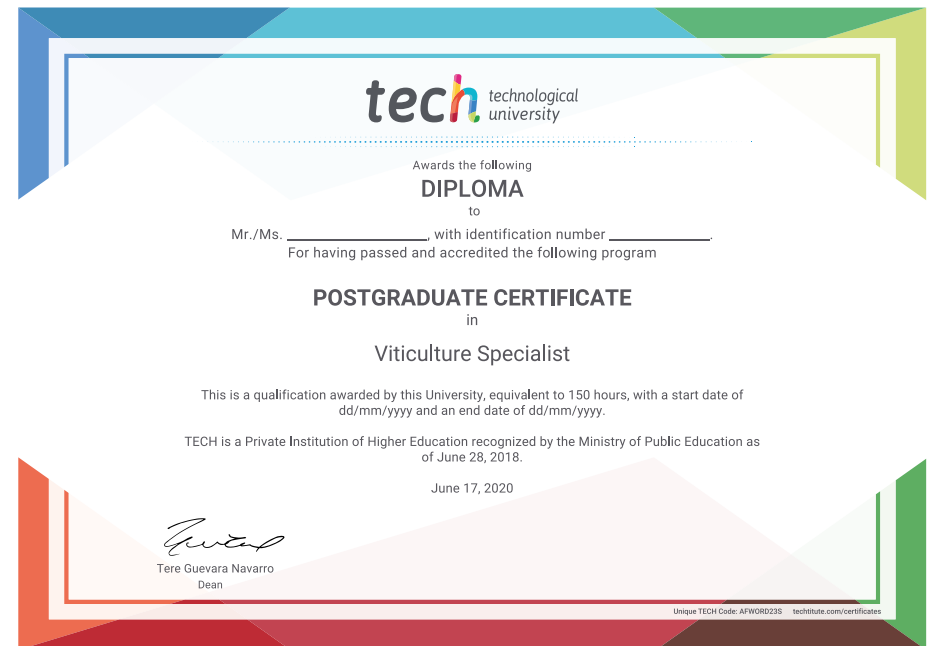 tech technological
university
Awards the following
DIPLOMA
to
Mr./Ms. ____________________, with identification number ______________.
For having passed and accredited the following program
POSTGRADUATE CERTIFICATE
in
Viticulture Specialist
This is a qualification awarded by this University, equivalent to 150 hours, with a start date of
dd/mm/yyyy and an end date of dd/mm/yyyy.
TECH is a Private Institution of Higher Education recognized by the Ministry of Public Education as
of June 28, 2018.
June 17, 2020
Tere Guevara Navarro
Dean
Unique TECH Code: AFWORD23S techtitute.com/certificates